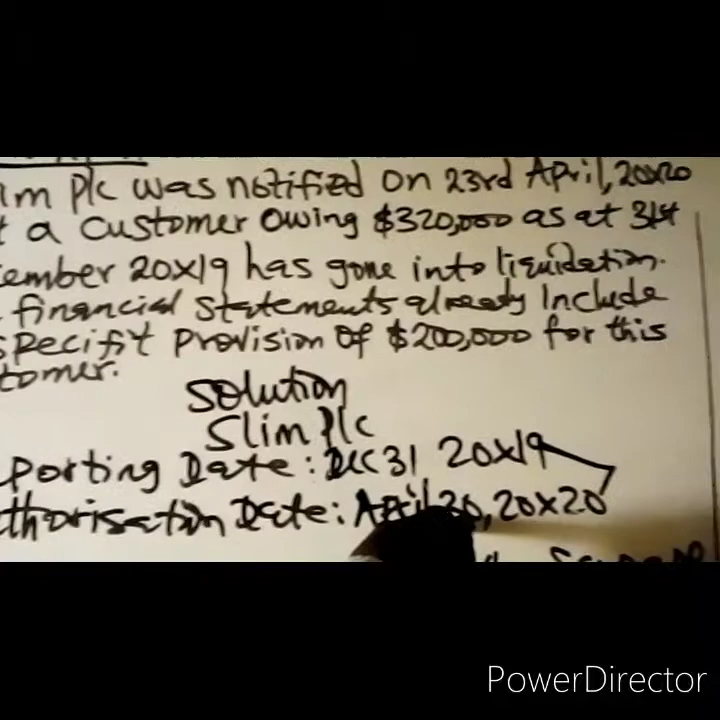 im Plc was notified on 23rd April, 20x20
t a customer owing $320,000 as at 31st
ember 20x19 has gone into liquidation.
financial statements already Include
specifit provision of $200,000 for this
tomer.
Solution
Slim Plc
porting Date: Dec 31 20x19
thorisation Date: April 30, 20x20
PowerDirector